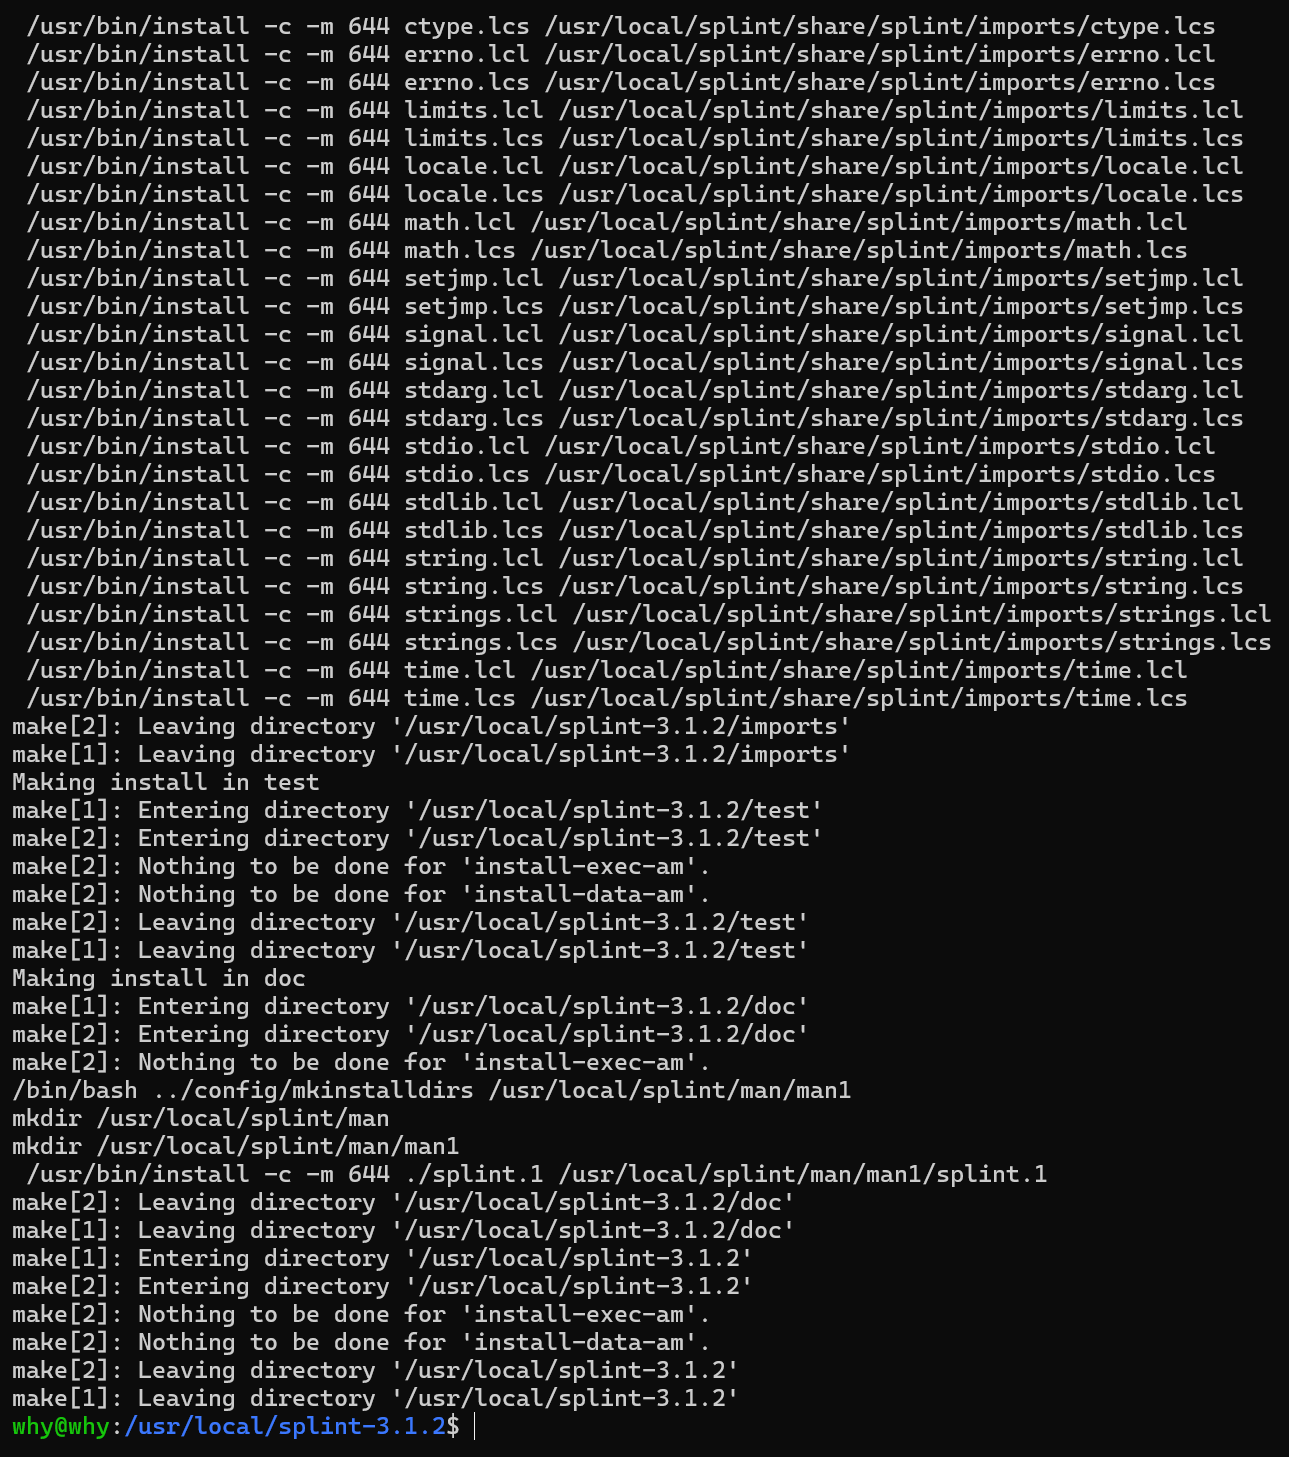 /usr/bin/install -c -m 644 ctype.lcs /usr/local/splint/share/splint/imports/ctype.lcs
/usr/bin/install -c -m 644 errno.lcl /usr/local/splint/share/splint/imports/errno.lcl
/usr/bin/install -c -m 644 errno.lcs /usr/local/splint/share/splint/imports/errno.lcs
/usr/bin/install -c -m 644 limits.lcl /usr/local/splint/share/splint/imports/limits.lcl
/usr/bin/install -c -m 644 limits.lcs /usr/local/splint/share/splint/imports/limits.lcs
/usr/bin/install -c -m 644 locale.lcl /usr/local/splint/share/splint/imports/locale.lcl
/usr/bin/install -c -m 644 locale.lcs /usr/local/splint/share/splint/imports/locale.lcs
/usr/bin/install -c -m 644 math.lcl /usr/local/splint/share/splint/imports/math.lcl
/usr/bin/install -c -m 644 math.lcs /usr/local/splint/share/splint/imports/math.lcs
/usr/bin/install -c -m 644 setjmp.lcl /usr/local/splint/share/splint/imports/setjmp.lcl
/usr/bin/install -c -m 644 setjmp.lcs /usr/local/splint/share/splint/imports/setjmp.lcs
/usr/bin/install -c -m 644 signal.lcl /usr/local/splint/share/splint/imports/signal.lcl
/usr/bin/install -c -m 644 signal.lcs /usr/local/splint/share/splint/imports/signal.lcs
/usr/bin/install -c -m 644 stdarg.lcl /usr/local/splint/share/splint/imports/stdarg.lcl
/usr/bin/install -c -m 644 stdarg.lcs /usr/local/splint/share/splint/imports/stdarg.lcs
/usr/bin/install -c -m 644 stdio.lcl /usr/local/splint/share/splint/imports/stdio.lcl
/usr/bin/install -c -m 644 stdio.lcs /usr/local/splint/share/splint/imports/stdio.lcs
/usr/bin/install -c -m 644 stdlib.lcl /usr/local/splint/share/splint/imports/stdlib.lcl
/usr/bin/install -c -m 644 stdlib.lcs /usr/local/splint/share/splint/imports/stdlib.lcs
/usr/bin/install -c -m 644 string.lcl /usr/local/splint/share/splint/imports/string.lcl
/usr/bin/install -c -m 644 string.lcs /usr/local/splint/share/splint/imports/string.lcs
/usr/bin/install -c -m 644 strings.lcl /usr/local/splint/share/splint/imports/strings.lcl
/usr/bin/install -c -m 644 strings.lcs /usr/local/splint/share/splint/imports/strings.lcs
/usr/bin/install -c -m 644 time.lcl /usr/local/splint/share/splint/imports/time.lcl
/usr/bin/install -c -m 644 time.lcs /usr/local/splint/share/splint/imports/time.lcs
make[2]: Leaving directory '/usr/local/splint-3.1.2/imports'
make[1]: Leaving directory '/usr/local/splint-3.1.2/imports'
Making install in test
make[1]: Entering directory '/usr/local/splint-3.1.2/test'
make[2]: Entering directory '/usr/local/splint-3.1.2/test'
make[2]: Nothing to be done for 'install-exec-am'.
make[2]: Nothing to be done for 'install-data-am'.
make[2]: Leaving directory '/usr/local/splint-3.1.2/test'
make[1]: Leaving directory '/usr/local/splint-3.1.2/test'
Making install in doc
make[1]: Entering directory '/usr/local/splint-3.1.2/doc'
make[2]: Entering directory '/usr/local/splint-3.1.2/doc'
make[2]: Nothing to be done for 'install-exec-am'.
/bin/bash ../config/mkinstalldirs /usr/local/splint/man/man1
mkdir /usr/local/splint/man
mkdir /usr/local/splint/man/man1
/usr/bin/install -c -m 644 ./splint.1 /usr/local/splint/man/man1/splint.1
make[2]: Leaving directory '/usr/local/splint-3.1.2/doc'
make[1]: Leaving directory '/usr/local/splint-3.1.2/doc'
make[1]: Entering directory '/usr/local/splint-3.1.2'
make[2]: Entering directory '/usr/local/splint-3.1.2'
make[2]: Nothing to be done for 'install-exec-am'.
make[2]: Nothing to be done for 'install-data-am'.
make[2]: Leaving directory '/usr/local/splint-3.1.2'
make[1]: Leaving directory '/usr/local/splint-3.1.2'
why@why:/usr/local/splint-3.1.2$